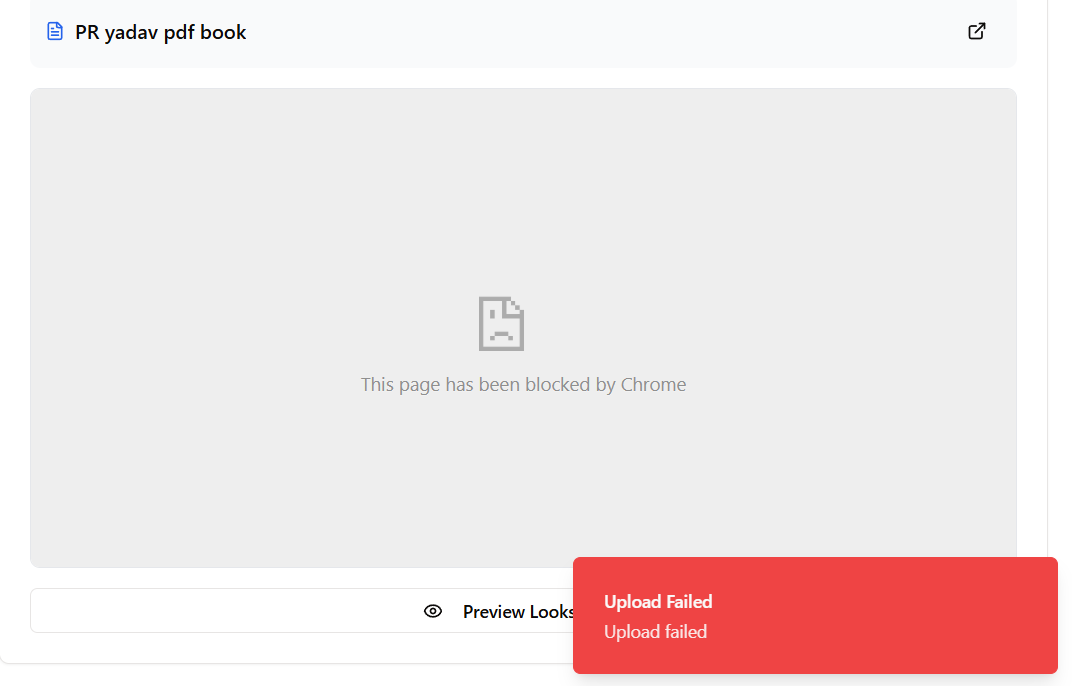 PR yadav pdf book
This page has been blocked by Chrome
Preview Looks
Upload Failed
Upload failed